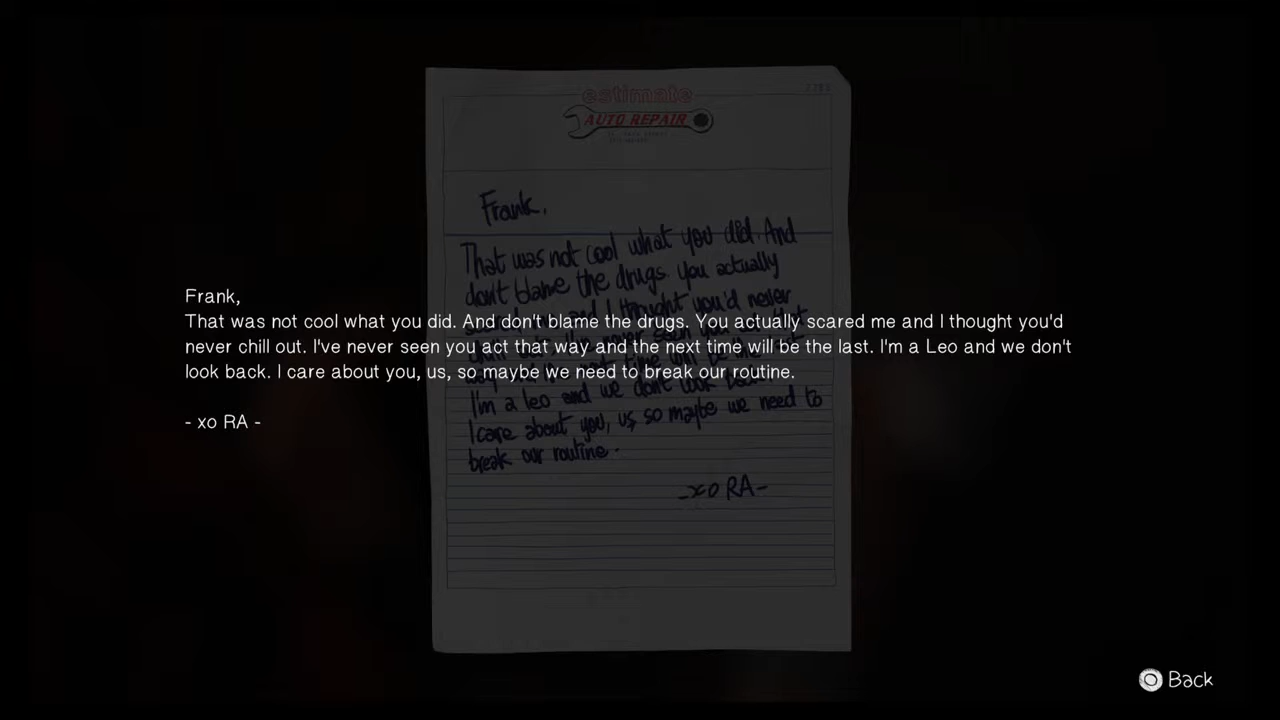 estimate
AUTO REPAIR
Frank,
That was not cool what you did. And
don't blame the drugs. You actually
and I thought you'd never
I'm a leo and we dont look
I care about you, us, so maybe we need to
break our routine.
-xo RA-
Frank,
That was not cool what you did. And don't blame the drugs. You actually scared me and I thought you'd
never chill out. I've never seen you act that way and the next time will be the last. I'm a Leo and we don't
look back. I care about you, us, so maybe we need to break our routine.
- xo RA -
Back